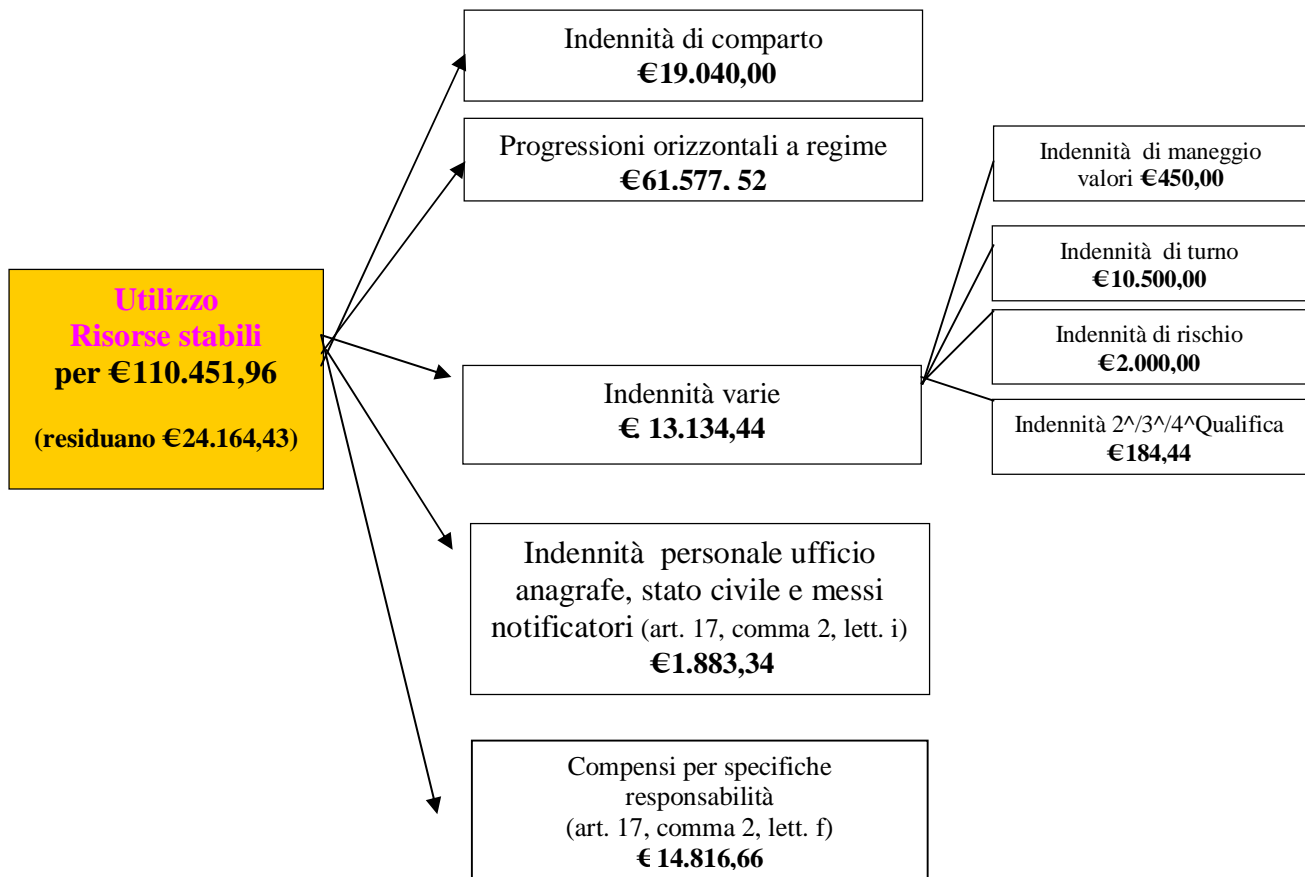 Indennità di comparto
€19.040,00
Progressioni orizzontali a regime
€61.577. 52
Indennità di maneggio
valori €450,00
Indennità di turno
€10.500,00
Utilizzo
Risorse stabili
per €110.451,96
(residuano €24.164,43)
Indennità di rischio
€2.000,00
Indennità varie
€. 13.134,44
Indennità 2^/3^/4^Qualifica
€184,44
Indennità personale ufficio
anagrafe, stato civile e messi
notificatori (art. 17, comma 2, lett. i)
€1.883,34
Compensi per specifiche
responsabilità
(art. 17, comma 2, lett. f)
€ 14.816,66